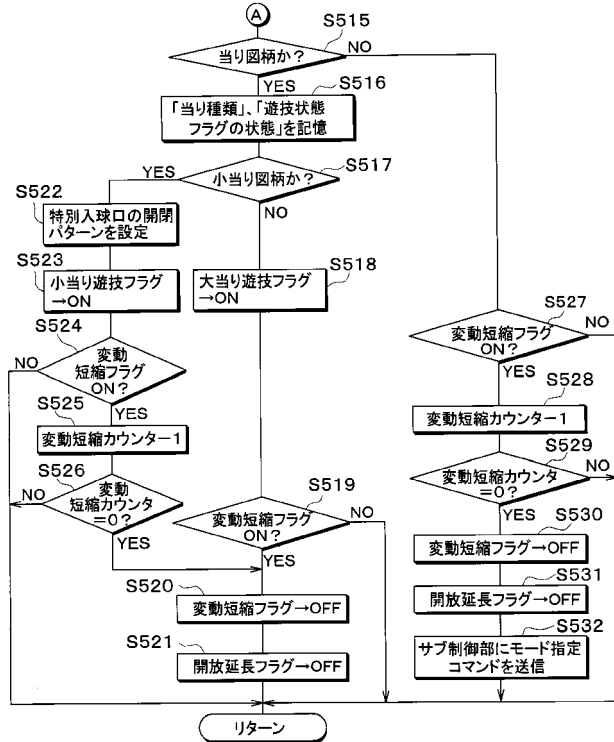 A
S515
当り図柄か?
NO
YES
S516
「当り種類」、「遊技状態
フラグの状態」を記憶
S517
小当り図柄か?
YES
NO
S522
特別入球口の開閉
パターンを設定
S523
小当り遊技フラグ
→ON
S518
大当り遊技フラグ
→ON
S524
変動
短縮フラグ
ON?
NO
YES
S525
変動短縮カウンタ−1
S526
変動
短縮カウンタ
=0?
NO
YES
S519
変動短縮フラグ
ON?
NO
YES
S520
変動短縮フラグ→OFF
S521
開放延長フラグ→OFF
S527
変動短縮フラグ
ON?
NO
YES
S528
変動短縮カウンタ−1
S529
変動短縮カウンタ
=0?
NO
YES
S530
変動短縮フラグ→OFF
S531
開放延長フラグ→OFF
S532
サブ制御部にモード指定
コマンドを送信
リターン